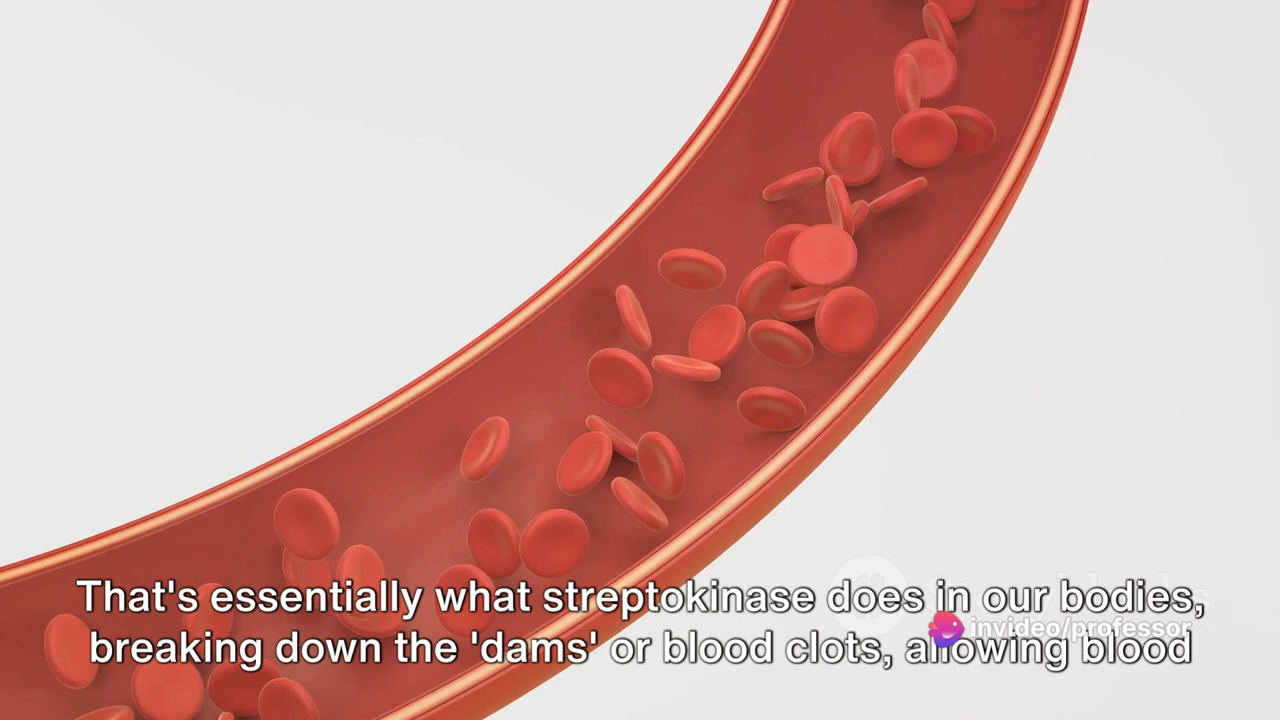 That's essentially what streptokinase does in our bodies,
breaking down the 'dams' or blood clots, allowing blood
invideo/professor